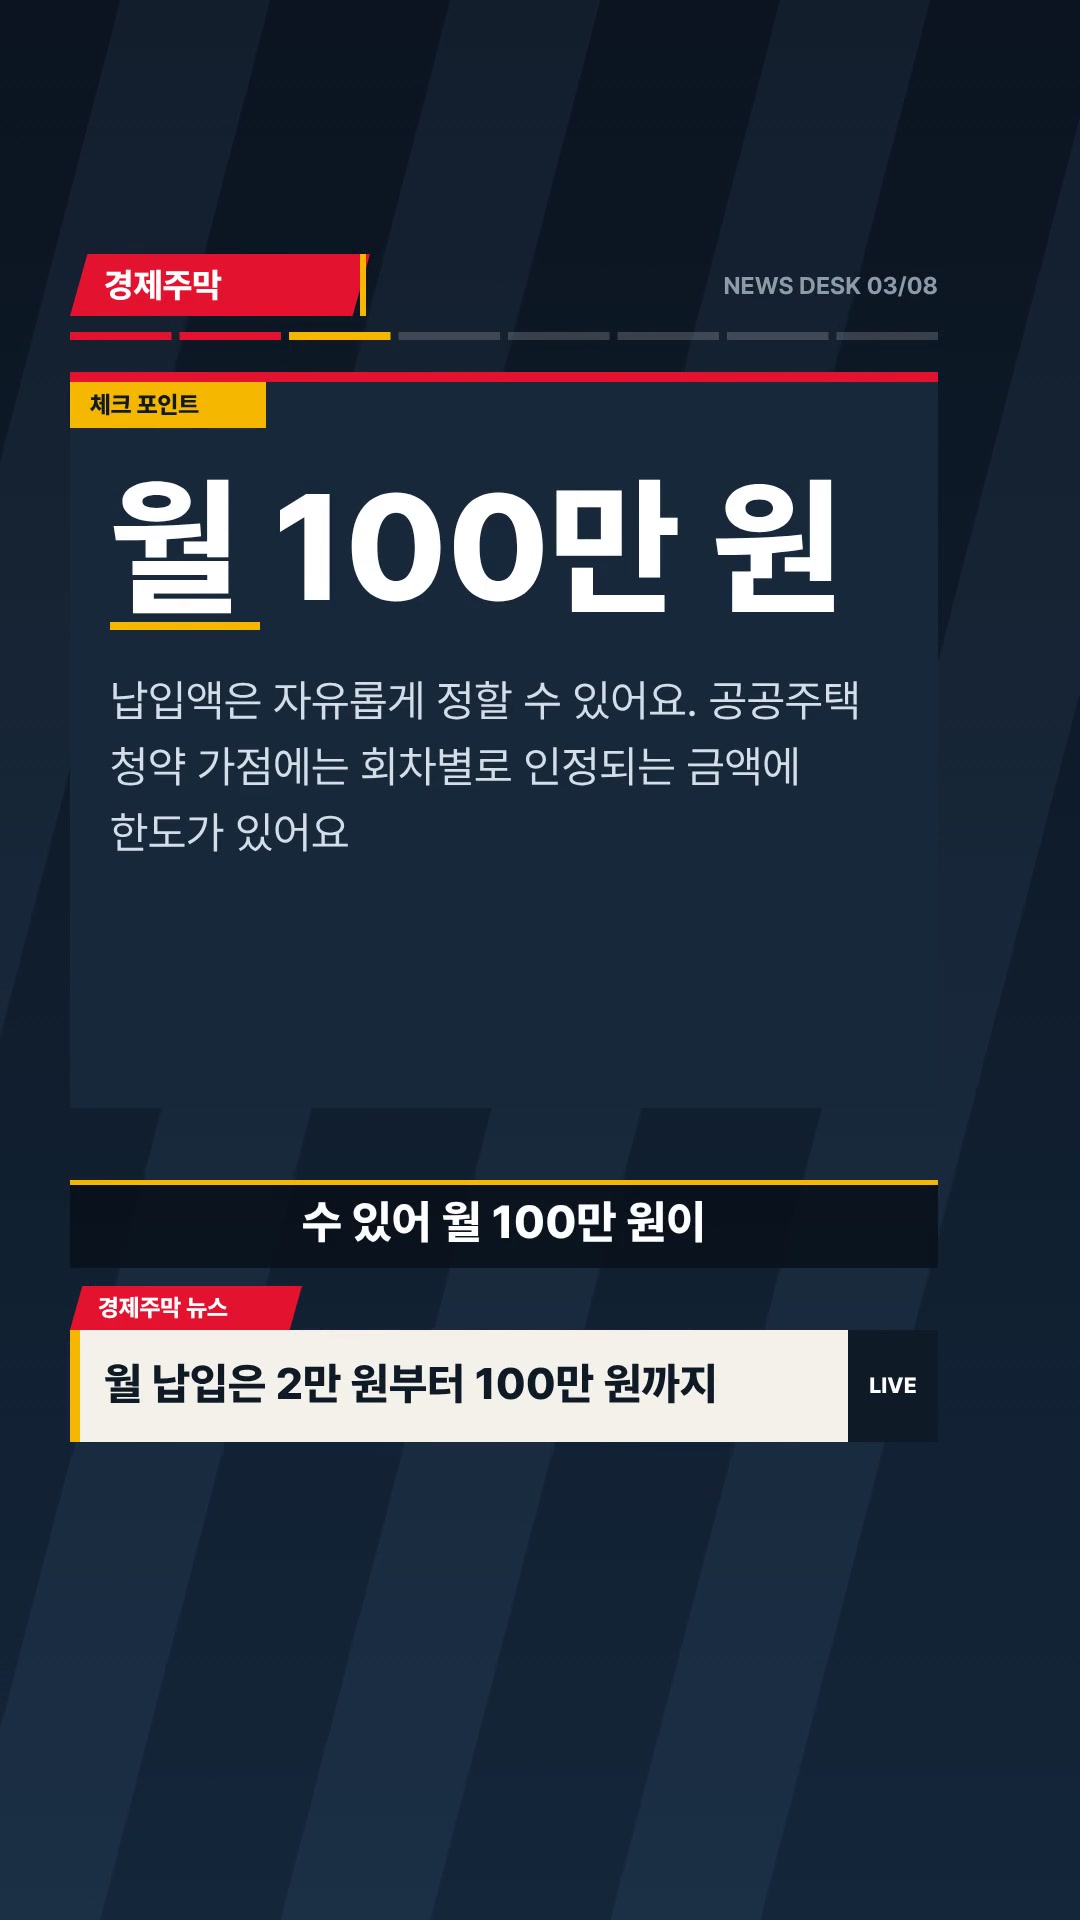 경제주막
NEWS DESK 03/08
체크 포인트
월 100만 원
납입액은 자유롭게 정할 수 있어요. 공공주택
청약 가점에는 회차별로 인정되는 금액에
한도가 있어요
수 있어 월 100만 원이
경제주막 뉴스
월 납입은 2만 원부터 100만 원까지
LIVE